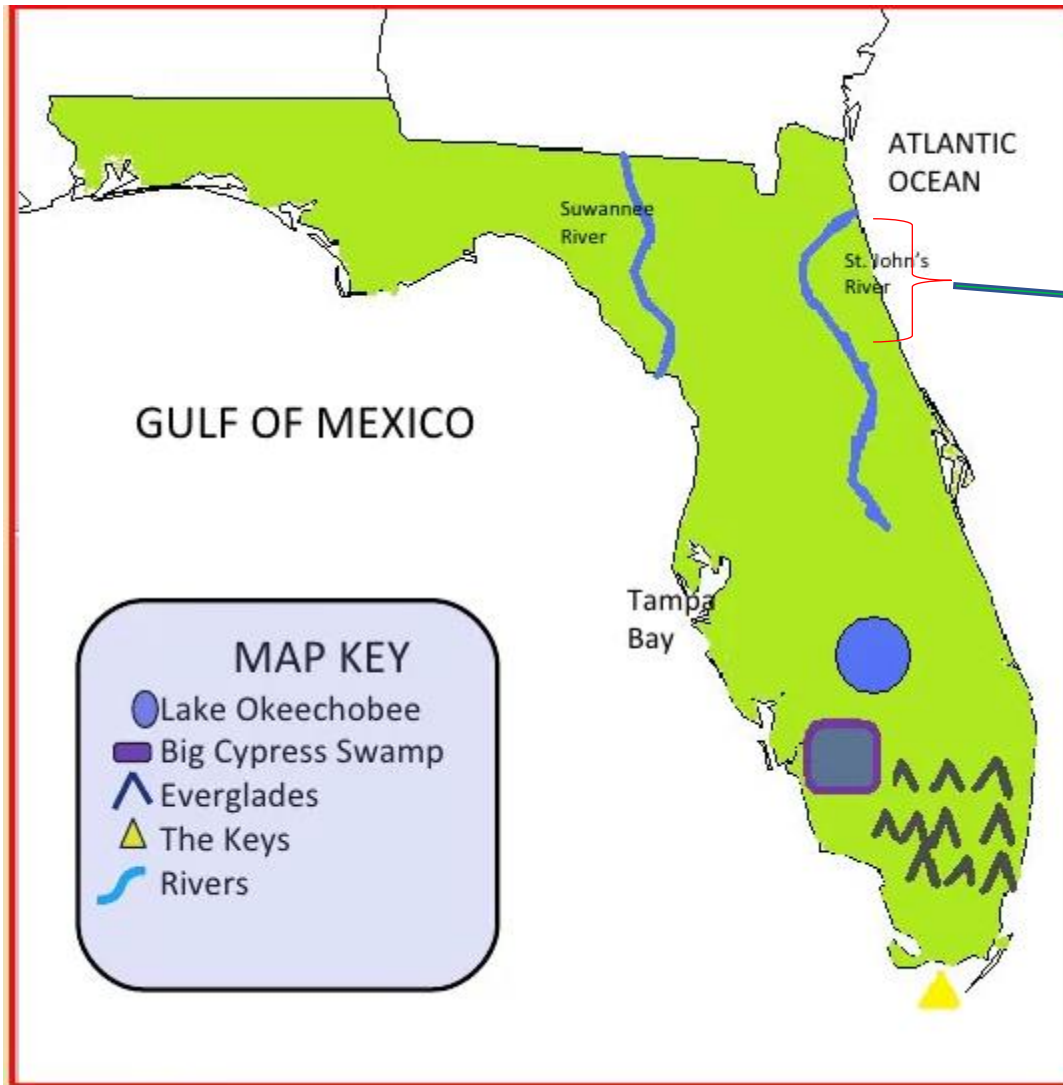 ATLANTIC
OCEAN
Suwannee
River
St. John's
River
GULF OF MEXICO
Tampa
Bay
MAP KEY
Lake Okeechobee
Big Cypress Swamp
Everglades
The Keys
Rivers